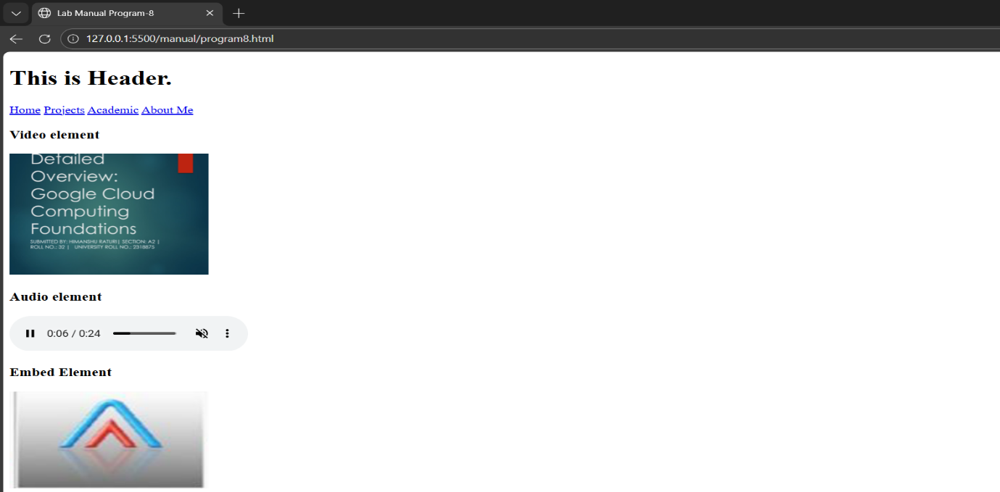 Lab Manual Program-8
127.0.0.1:5500/manual/program8.html
This is Header.
Home Projects Academic About Me
Video element
Detailed
Overview:
Google Cloud
Computing
Foundations
SUBMITTED BY: HIMANSHU RATURI| SECTION: A2 |
ROLL NO.: 32 | UNIVERSITY ROLL NO.: 2318875
Audio element
0:06 / 0:24
Embed Element